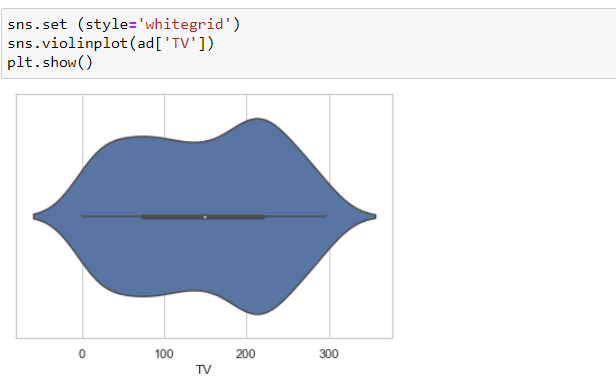 sns.set (style='whitegrid')
sns.violinplot(ad['TV'])
plt.show()
0 100 200 300
TV